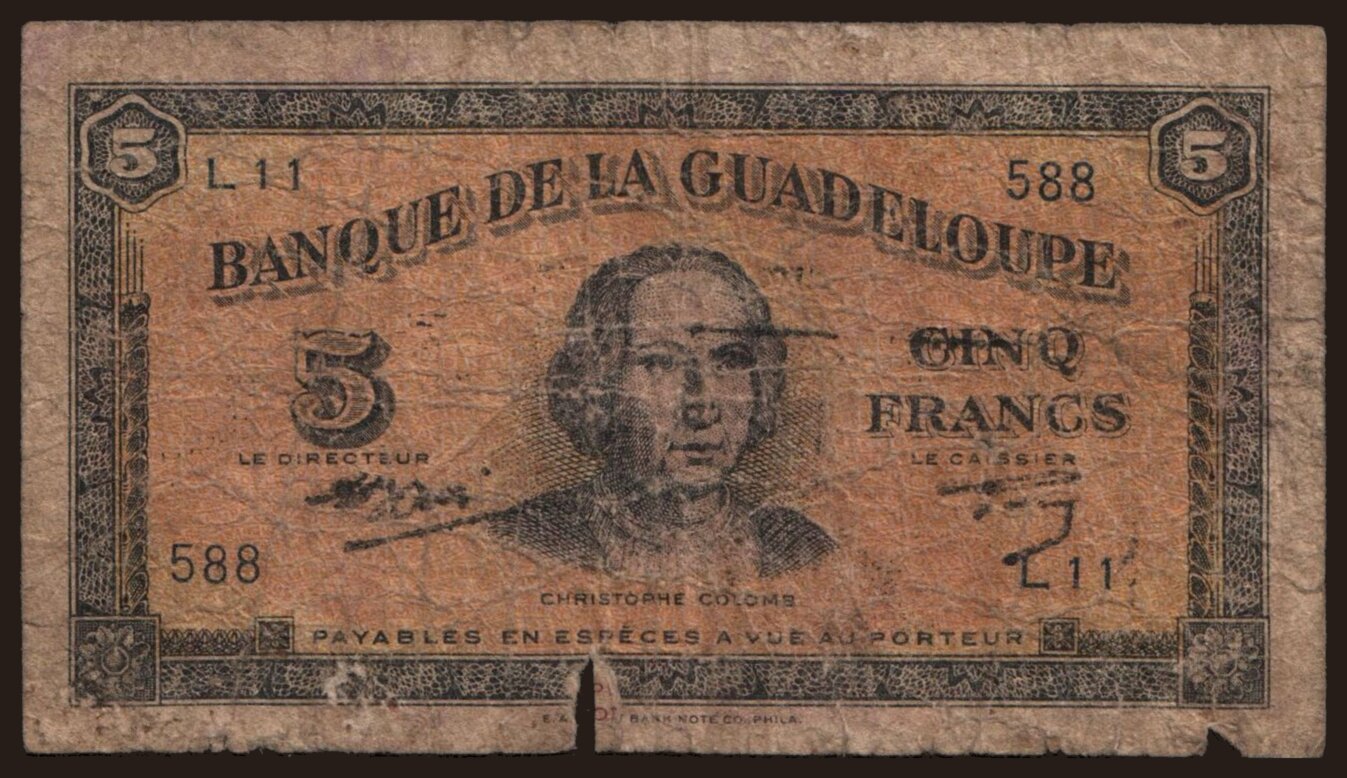 5
5
L 11
588
BANQUE DE LA GUADELOUPE
5
CINQ
FRANCS
LE DIRECTEUR
LE CAISSIER
588
L 11
CHRISTOPHE COLOMB
PAYABLES EN ESPÈCES A VUE AU PORTEUR
E. A. BANK NOTE CO. PHILA.